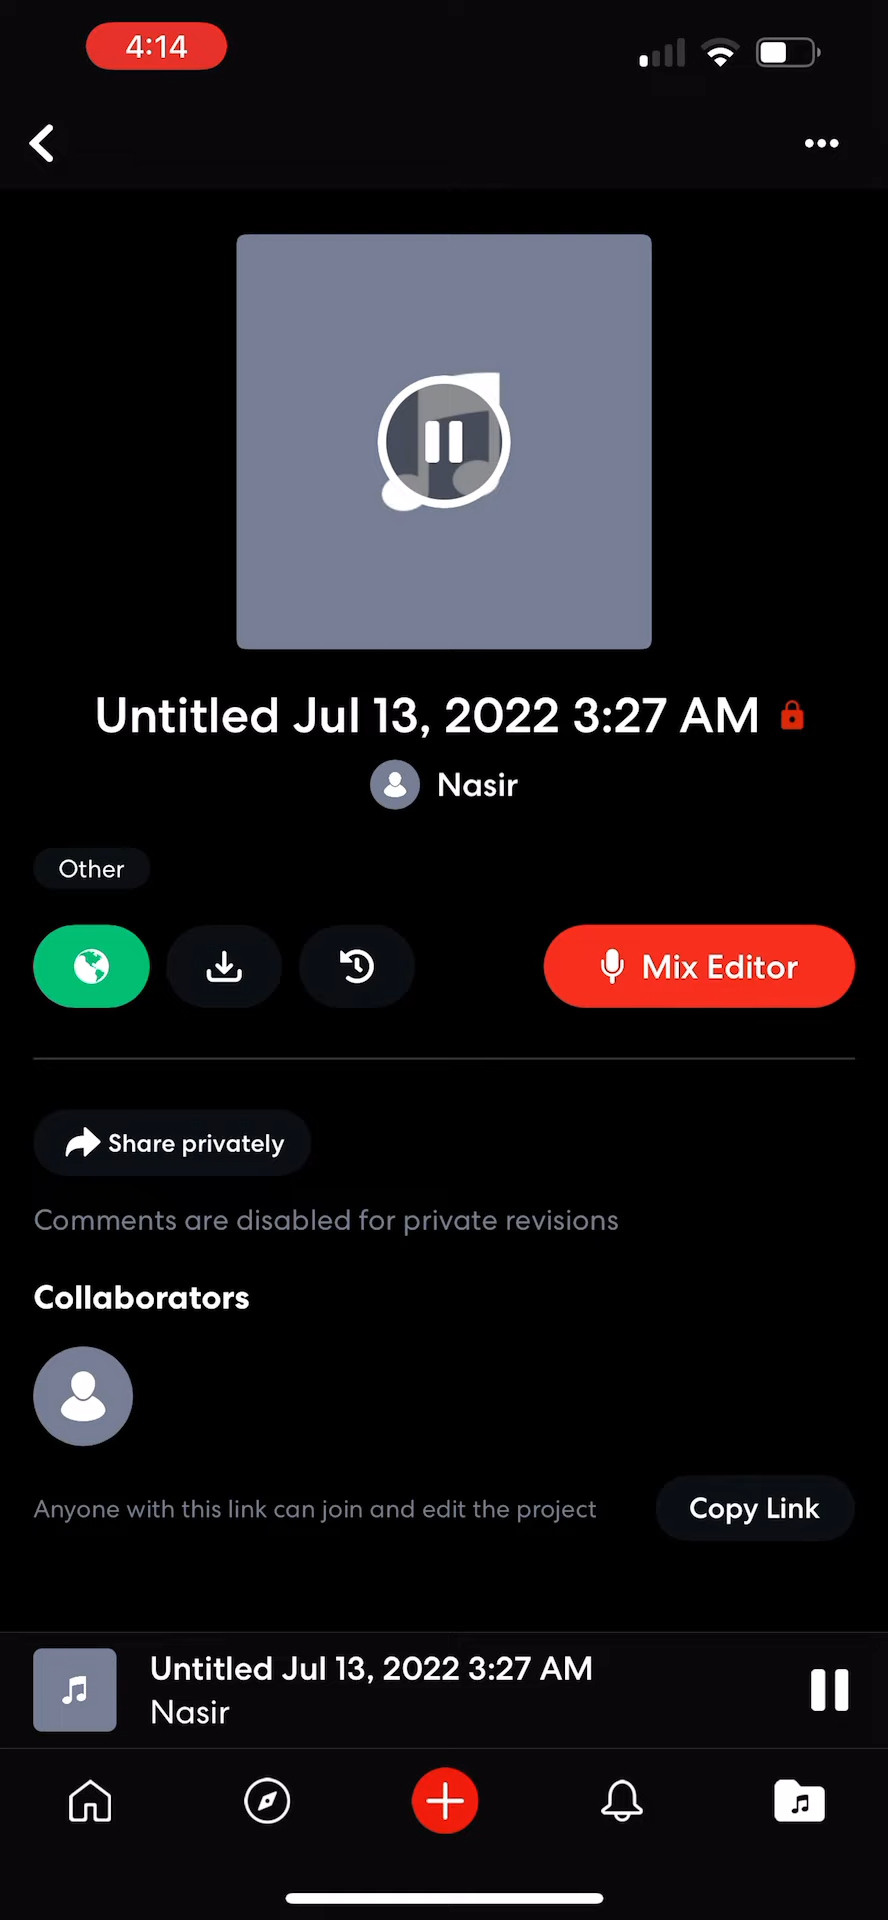 4:14
Untitled Jul 13, 2022 3:27 AM
Nasir
Other
Mix Editor
Share privately
Comments are disabled for private revisions
Collaborators
Anyone with this link can join and edit the project
Copy Link
Untitled Jul 13, 2022 3:27 AM
Nasir